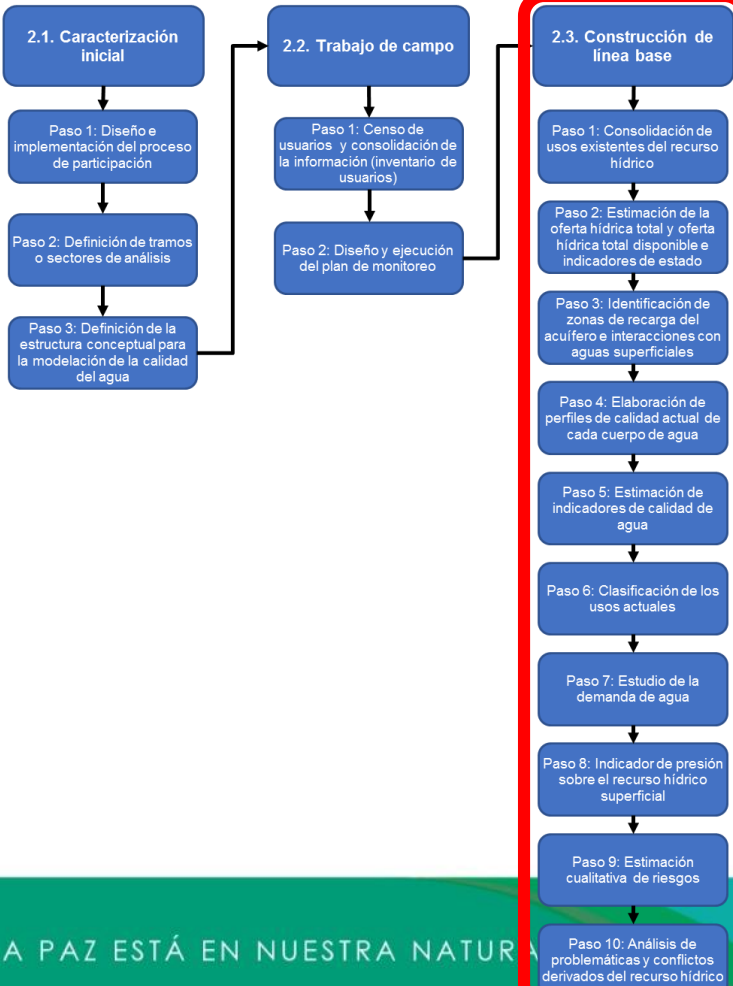 2.1. Caracterización
inicial
Paso 1: Diseño e
implementación del proceso
de participación
Paso 2: Definición de tramos
o sectores de análisis
Paso 3: Definición de la
estructura conceptual para
la modelación de la calidad
del agua
2.2. Trabajo de campo
Paso 1: Censo de
usuarios y consolidación de
la información (inventario de
usuarios)
Paso 2: Diseño y ejecución
del plan de monitoreo
2.3. Construcción de
línea base
Paso 1: Consolidación de
usos existentes del recurso
hídrico
Paso 2: Estimación de la
oferta hídrica total y oferta
hídrica total disponible e
indicadores de estado
Paso 3: Identificación de
zonas de recarga del
acuífero e interacciones con
aguas superficiales
Paso 4: Elaboración de
perfiles de calidad actual de
cada cuerpo de agua
Paso 5: Estimación de
indicadores de calidad de
agua
Paso 6: Clasificación de los
usos actuales
Paso 7: Estudio de la
demanda de agua
Paso 8: Indicador de presión
sobre el recurso hídrico
superficial
Paso 9: Estimación
cualitativa de riesgos
Paso 10: Análisis de
problemáticas y conflictos
derivados del recurso hídrico
A PAZ ESTÁ EN NUESTRA NATURA